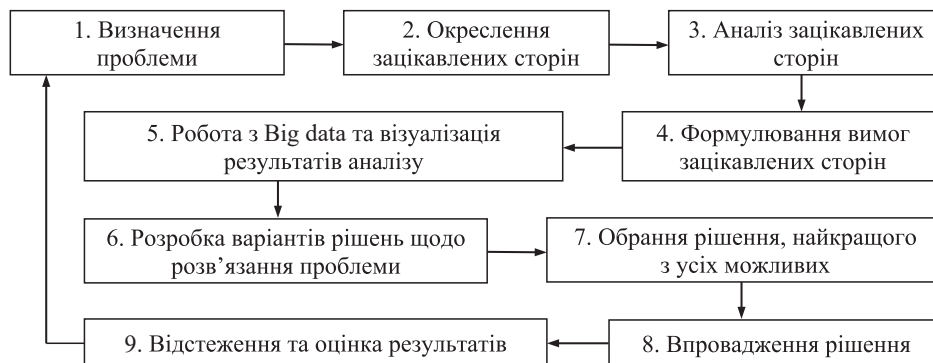 1. Визначення
проблеми
2. Окреслення
зацікавлених сторін
3. Аналіз зацікавлених
сторін
4. Формулювання вимог
зацікавлених сторін
5. Робота з Big data та візуалізація
результатів аналізу
6. Розробка варіантів рішень щодо
розв’язання проблеми
7. Обрання рішення, найкращого
з усіх можливих
8. Впровадження рішення
9. Відстеження та оцінка результатів